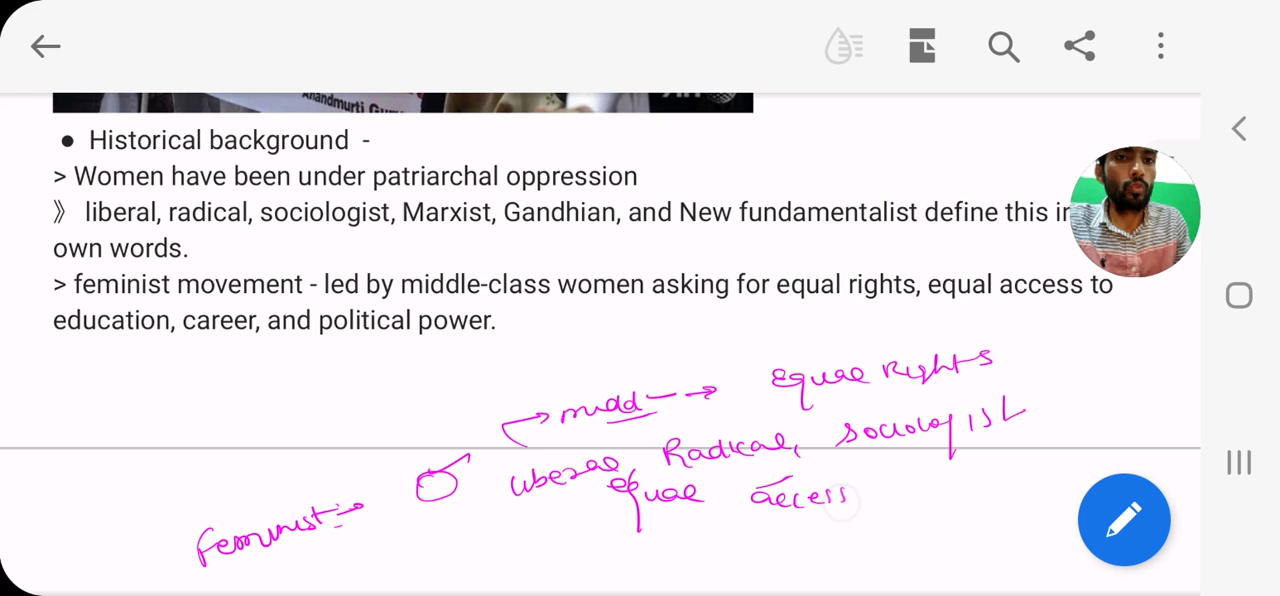 Anandmurti Gu
● Historical background -
> Women have been under patriarchal oppression
》 liberal, radical, sociologist, Marxist, Gandhian, and New fundamentalist define this in
own words.
> feminist movement - led by middle-class women asking for equal rights, equal access to
education, career, and political power.
→ midd — → Equal Rights
liberal, Radical, sociologist
equal access
Feminist :- →